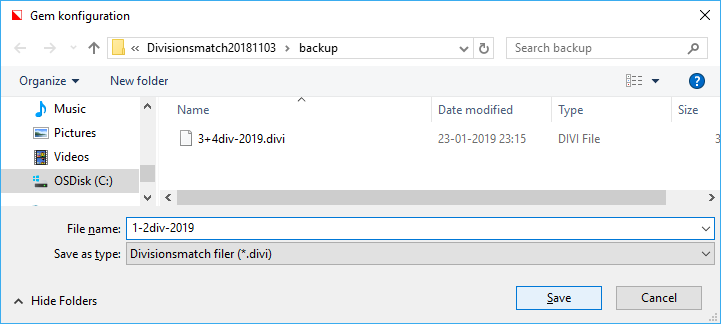 Gem konfiguration
« Divisionsmatch20181103 › backup
Search backup
Organize
New folder
?
Name
Date modified
Type
Size
Music
Pictures
Videos
OSDisk (C:)
3+4div-2019.divi
23-01-2019 23:15
DIVI File
3
File name:
1-2div-2019
Save as type:
Divisionsmatch filer (*.divi)
Hide Folders
Save
Cancel